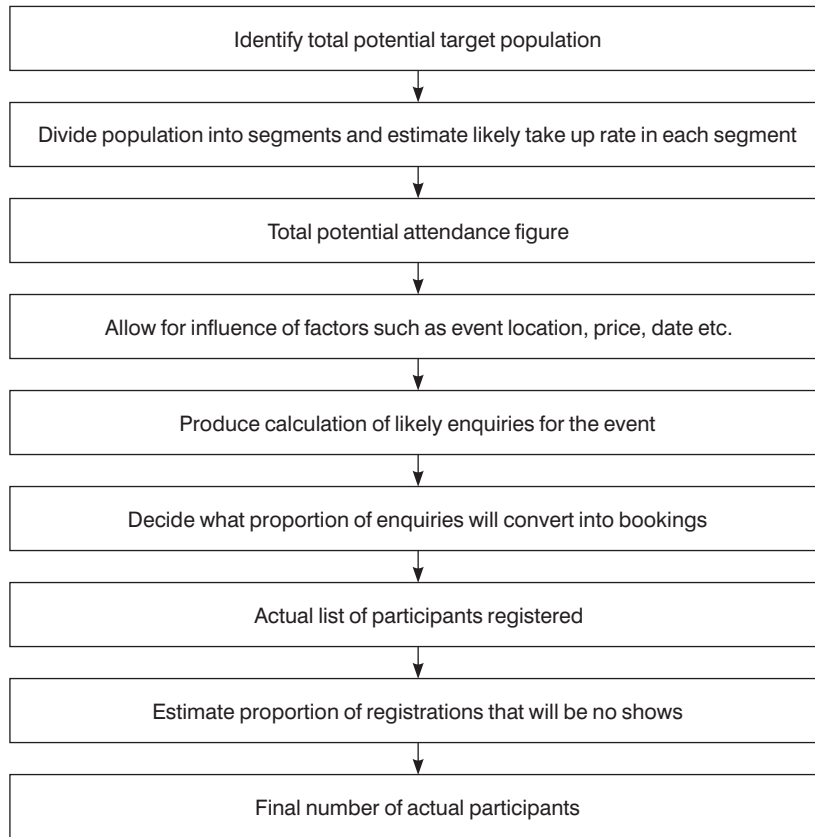 Identify total potential target population
Divide population into segments and estimate likely take up rate in each segment
Total potential attendance figure
Allow for influence of factors such as event location, price, date etc.
Produce calculation of likely enquiries for the event
Decide what proportion of enquiries will convert into bookings
Actual list of participants registered
Estimate proportion of registrations that will be no shows
Final number of actual participants